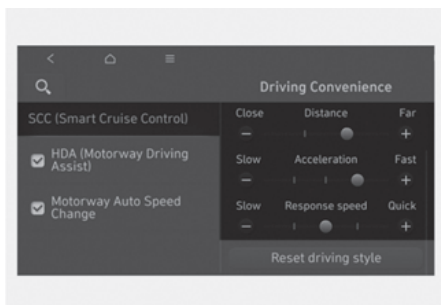 Driving Convenience
SCC (Smart Cruise Control)
HDA (Motorway Driving
Assist)
Motorway Auto Speed
Change
Close Distance Far
Slow Acceleration Fast
Slow Response speed Quick
Reset driving style